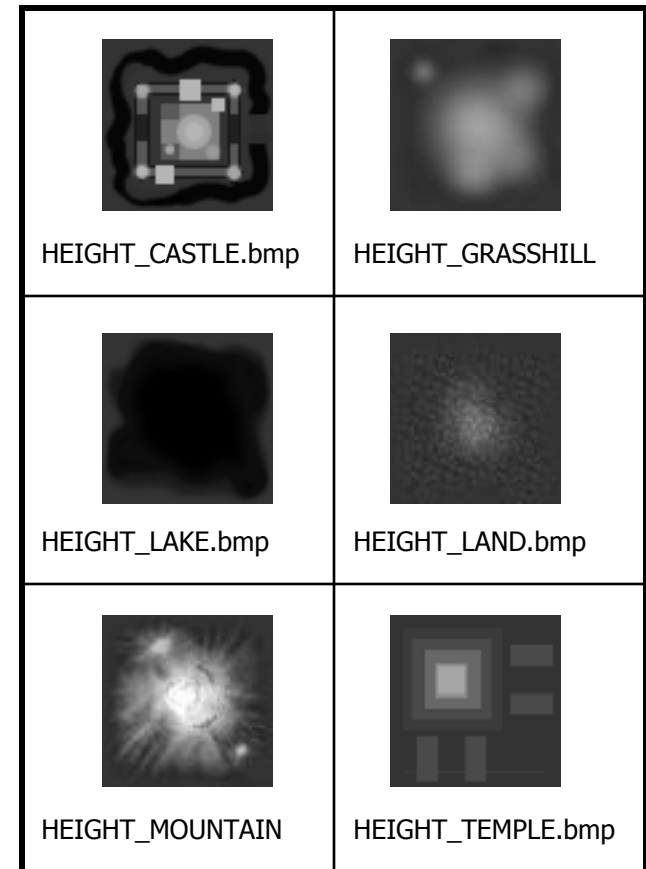 HEIGHT_CASTLE.bmp
HEIGHT_GRASSHILL
HEIGHT_LAKE.bmp
HEIGHT_LAND.bmp
HEIGHT_MOUNTAIN
HEIGHT_TEMPLE.bmp